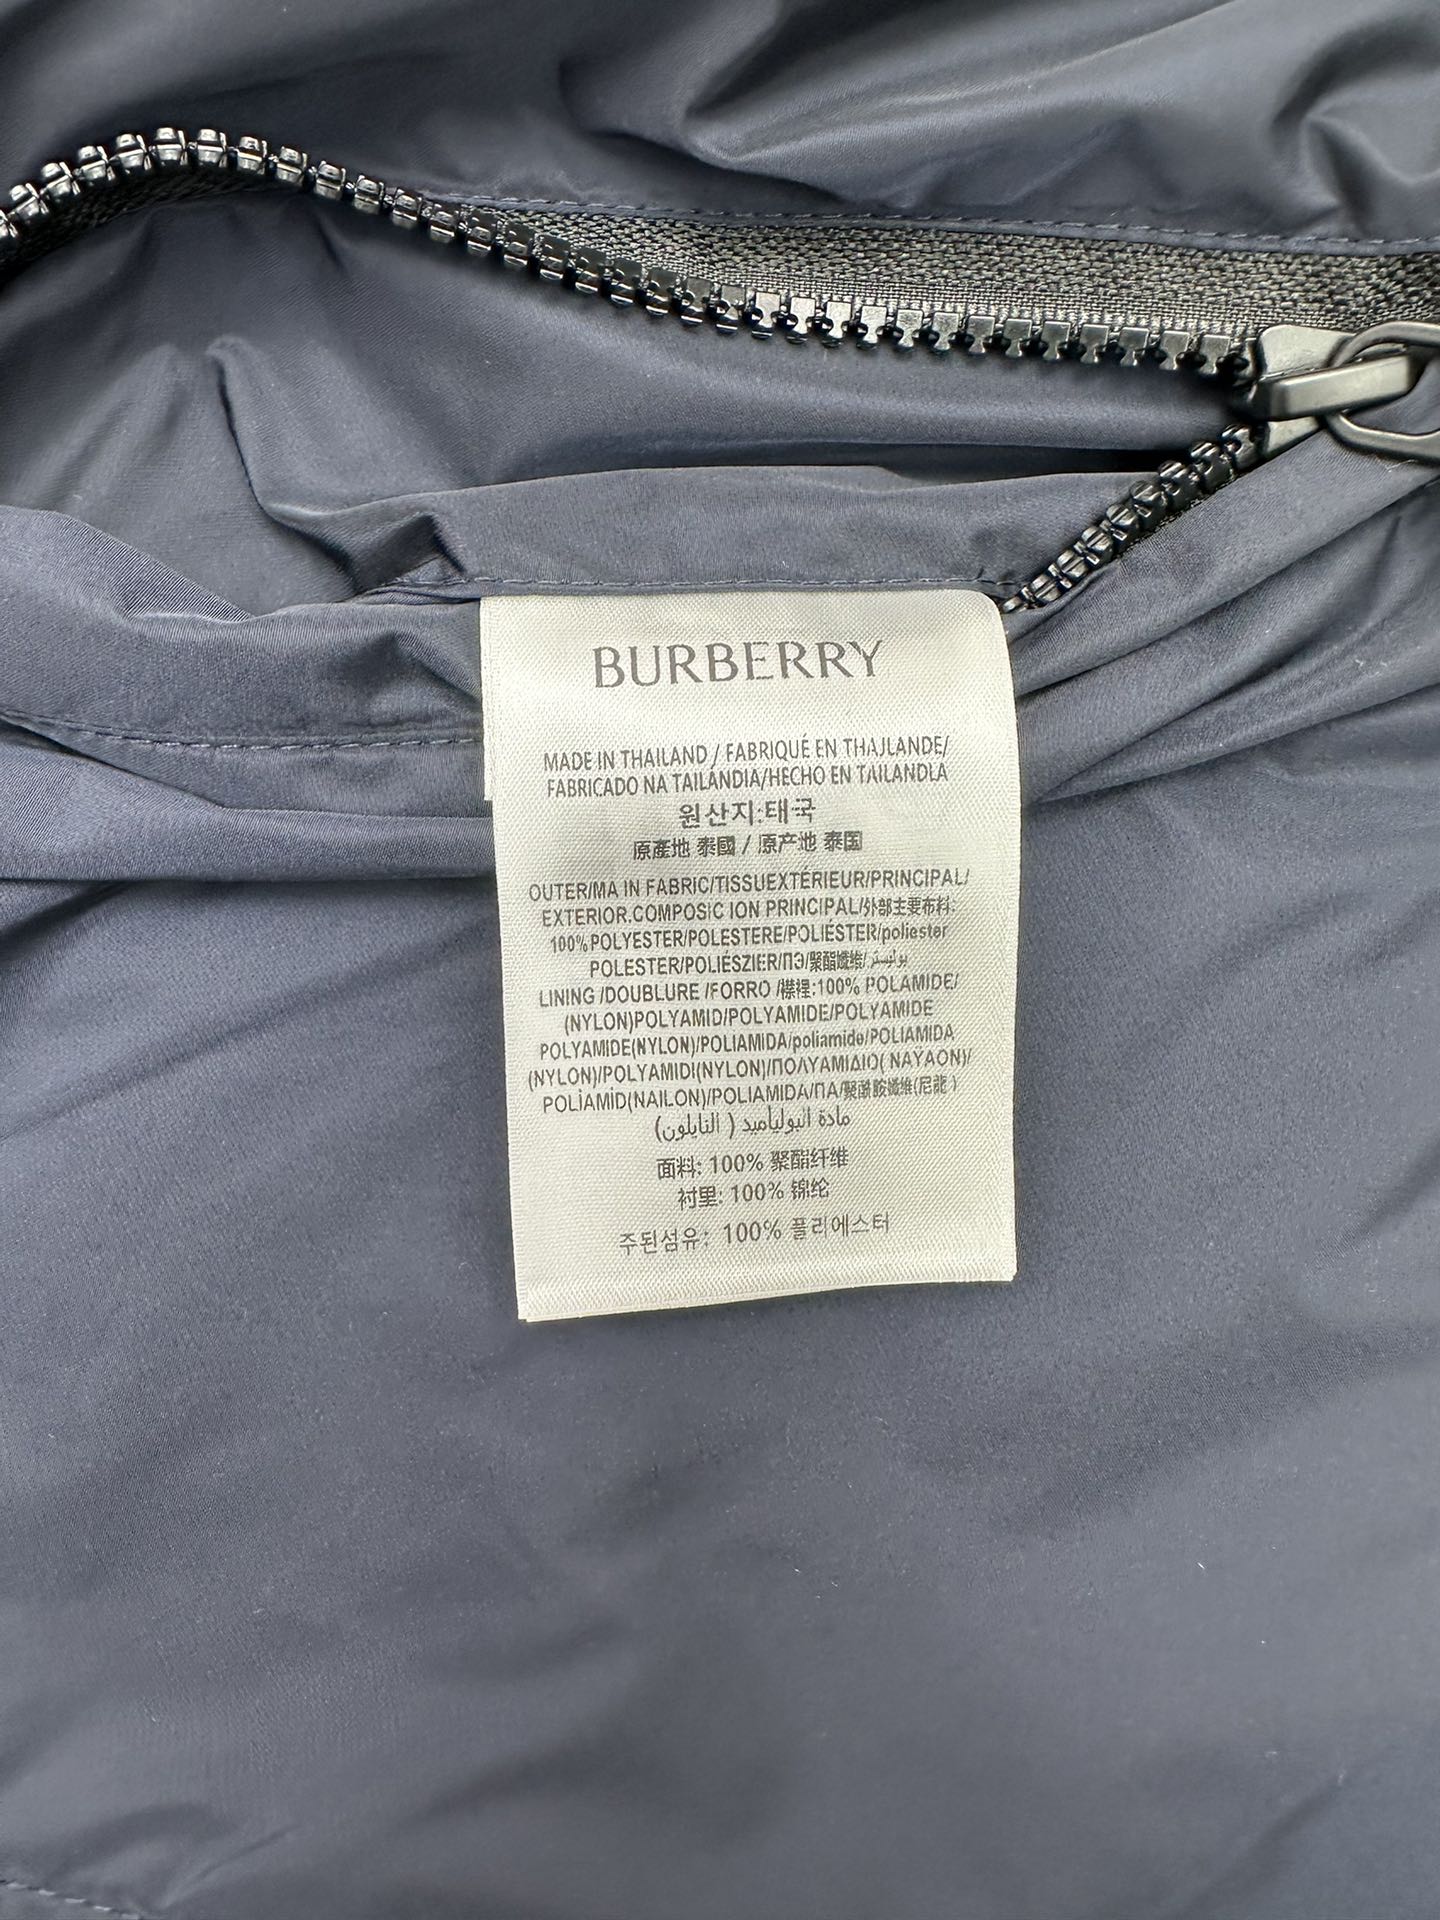 BURBERRY
MADE IN THAILAND / FABRIQUÉ EN THAJLANDE/
FABRICADO NA TAILANDIA/HECHO EN TAILANDLA
원산지:태국
原產地 泰國 / 原产地 泰国
OUTER/MA IN FABRIC/TISSUEXTÉRIEUR/PRINCIPAL/
EXTERIOR.COMPOSIC ION PRINCIPAL/外部主要布料:
100%POLYESTER/POLESTERE/POLIÉSTER/poliester
POLESTER/POLIÉSZIER/ПЭ/聚酯纖維/بوليستر
LINING /DOUBLURE /FORRO /襟裡:100% POLAMIDE/
(NYLON)POLYAMID/POLYAMIDE/POLYAMIDE
POLYAMIDE(NYLON)/POLIAMIDA/poliamide/POLIAMIDA
(NYLON)/POLYAMIDI(NYLON)/ΠΟΛΥΑΜΙΔΙΟ( ΝΑΥΑΟΝ)/
POLİAMİD(NAILON)/POLIAMIDA/ПА/聚酰胺纖維(尼龍 )
مادة البولياميد ( النايلون)
面料: 100% 聚酯纤维
衬里: 100% 锦纶
주된섬유: 100% 폴리에스터